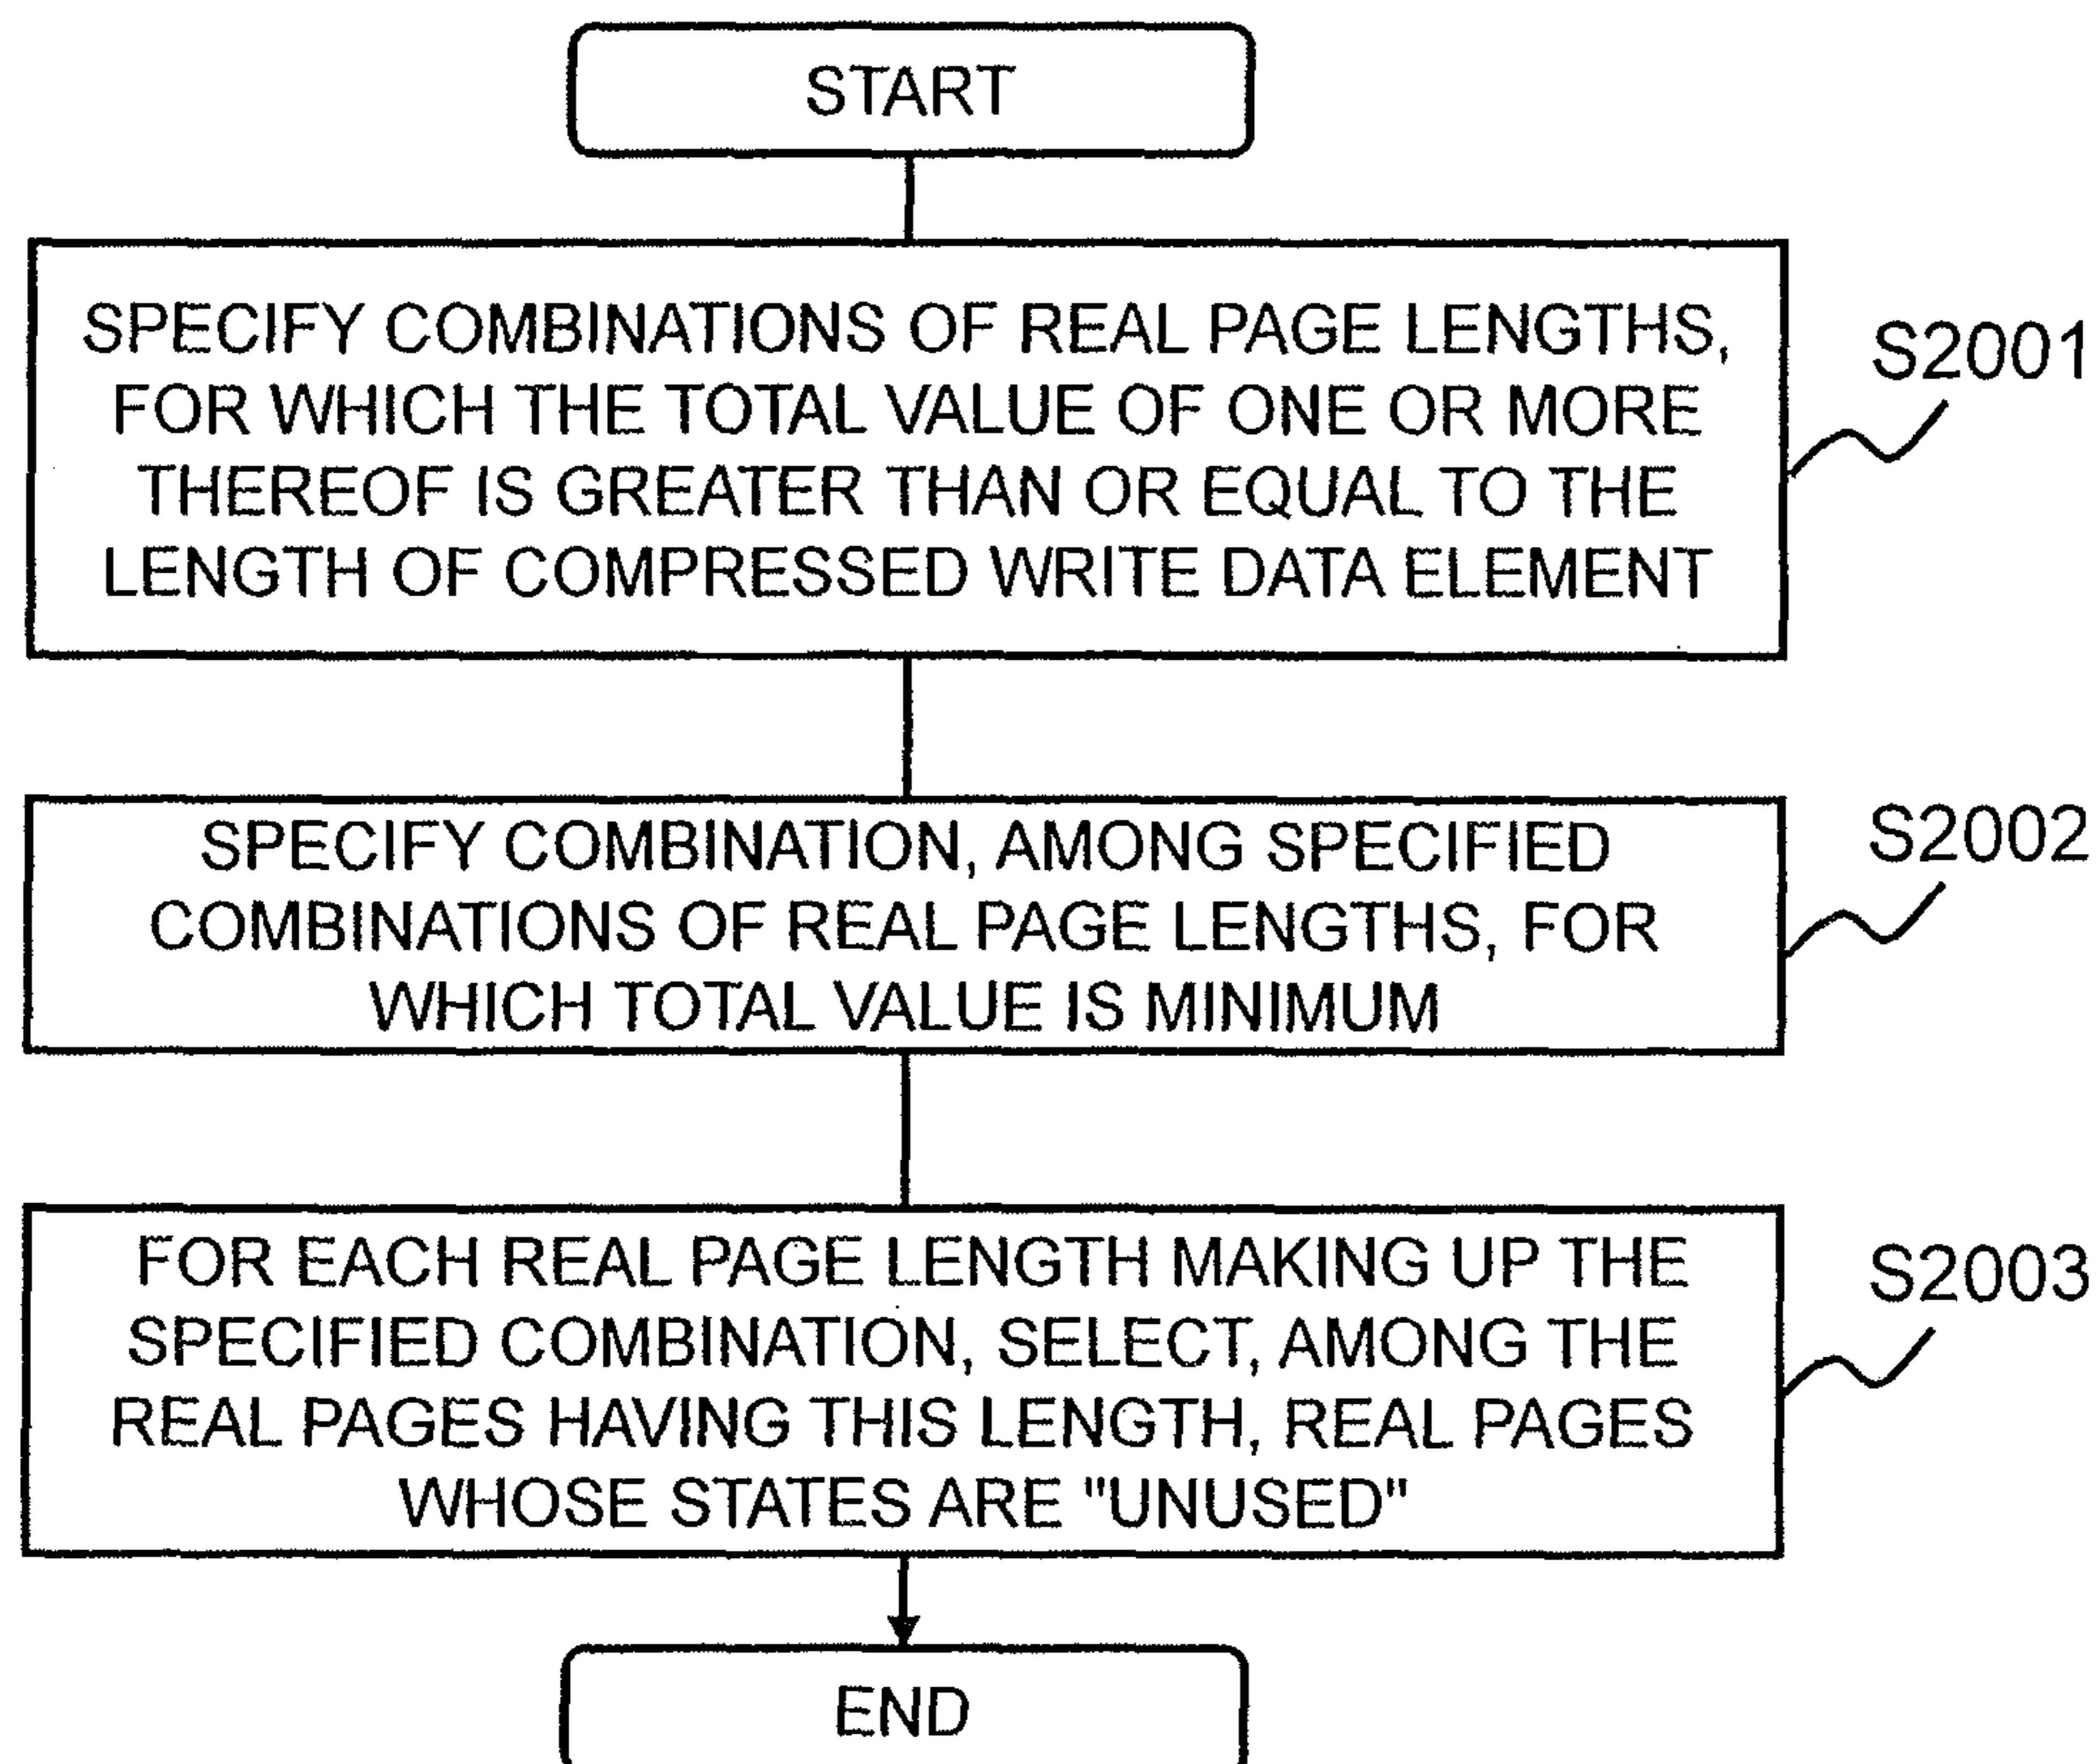 START
SPECIFY COMBINATIONS OF REAL PAGE LENGTHS,
FOR WHICH THE TOTAL VALUE OF ONE OR MORE
THEREOF IS GREATER THAN OR EQUAL TO THE
LENGTH OF COMPRESSED WRITE DATA ELEMENT
S2001
SPECIFY COMBINATION, AMONG SPECIFIED
COMBINATIONS OF REAL PAGE LENGTHS, FOR
WHICH TOTAL VALUE IS MINIMUM
S2002
FOR EACH REAL PAGE LENGTH MAKING UP THE
SPECIFIED COMBINATION, SELECT, AMONG THE
REAL PAGES HAVING THIS LENGTH, REAL PAGES
WHOSE STATES ARE "UNUSED"
S2003
END